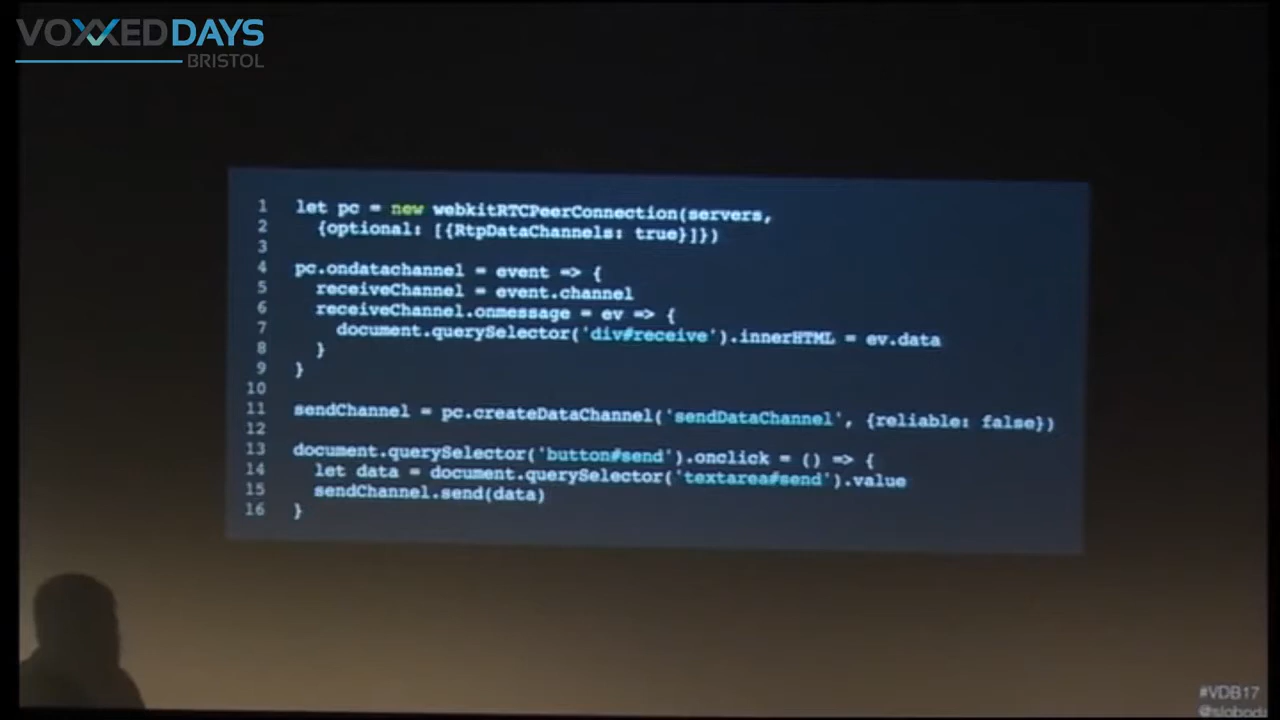 VOXXEDDAYS
BRISTOL
1 let pc = new webkitRTCPeerConnection(servers,
2 {optional: [{RtpDataChannels: true}]})
3
4 pc.ondatachannel = event => {
5 receiveChannel = event.channel
6 receiveChannel.onmessage = ev => {
7 document.querySelector('div#receive').innerHTML = ev.data
8 }
9 }
10
11 sendChannel = pc.createDataChannel('sendDataChannel', {reliable: false})
12
13 document.querySelector('button#send').onclick = () => {
14 let data = document.querySelector('textarea#send').value
15 sendChannel.send(data)
16 }
#VDB17